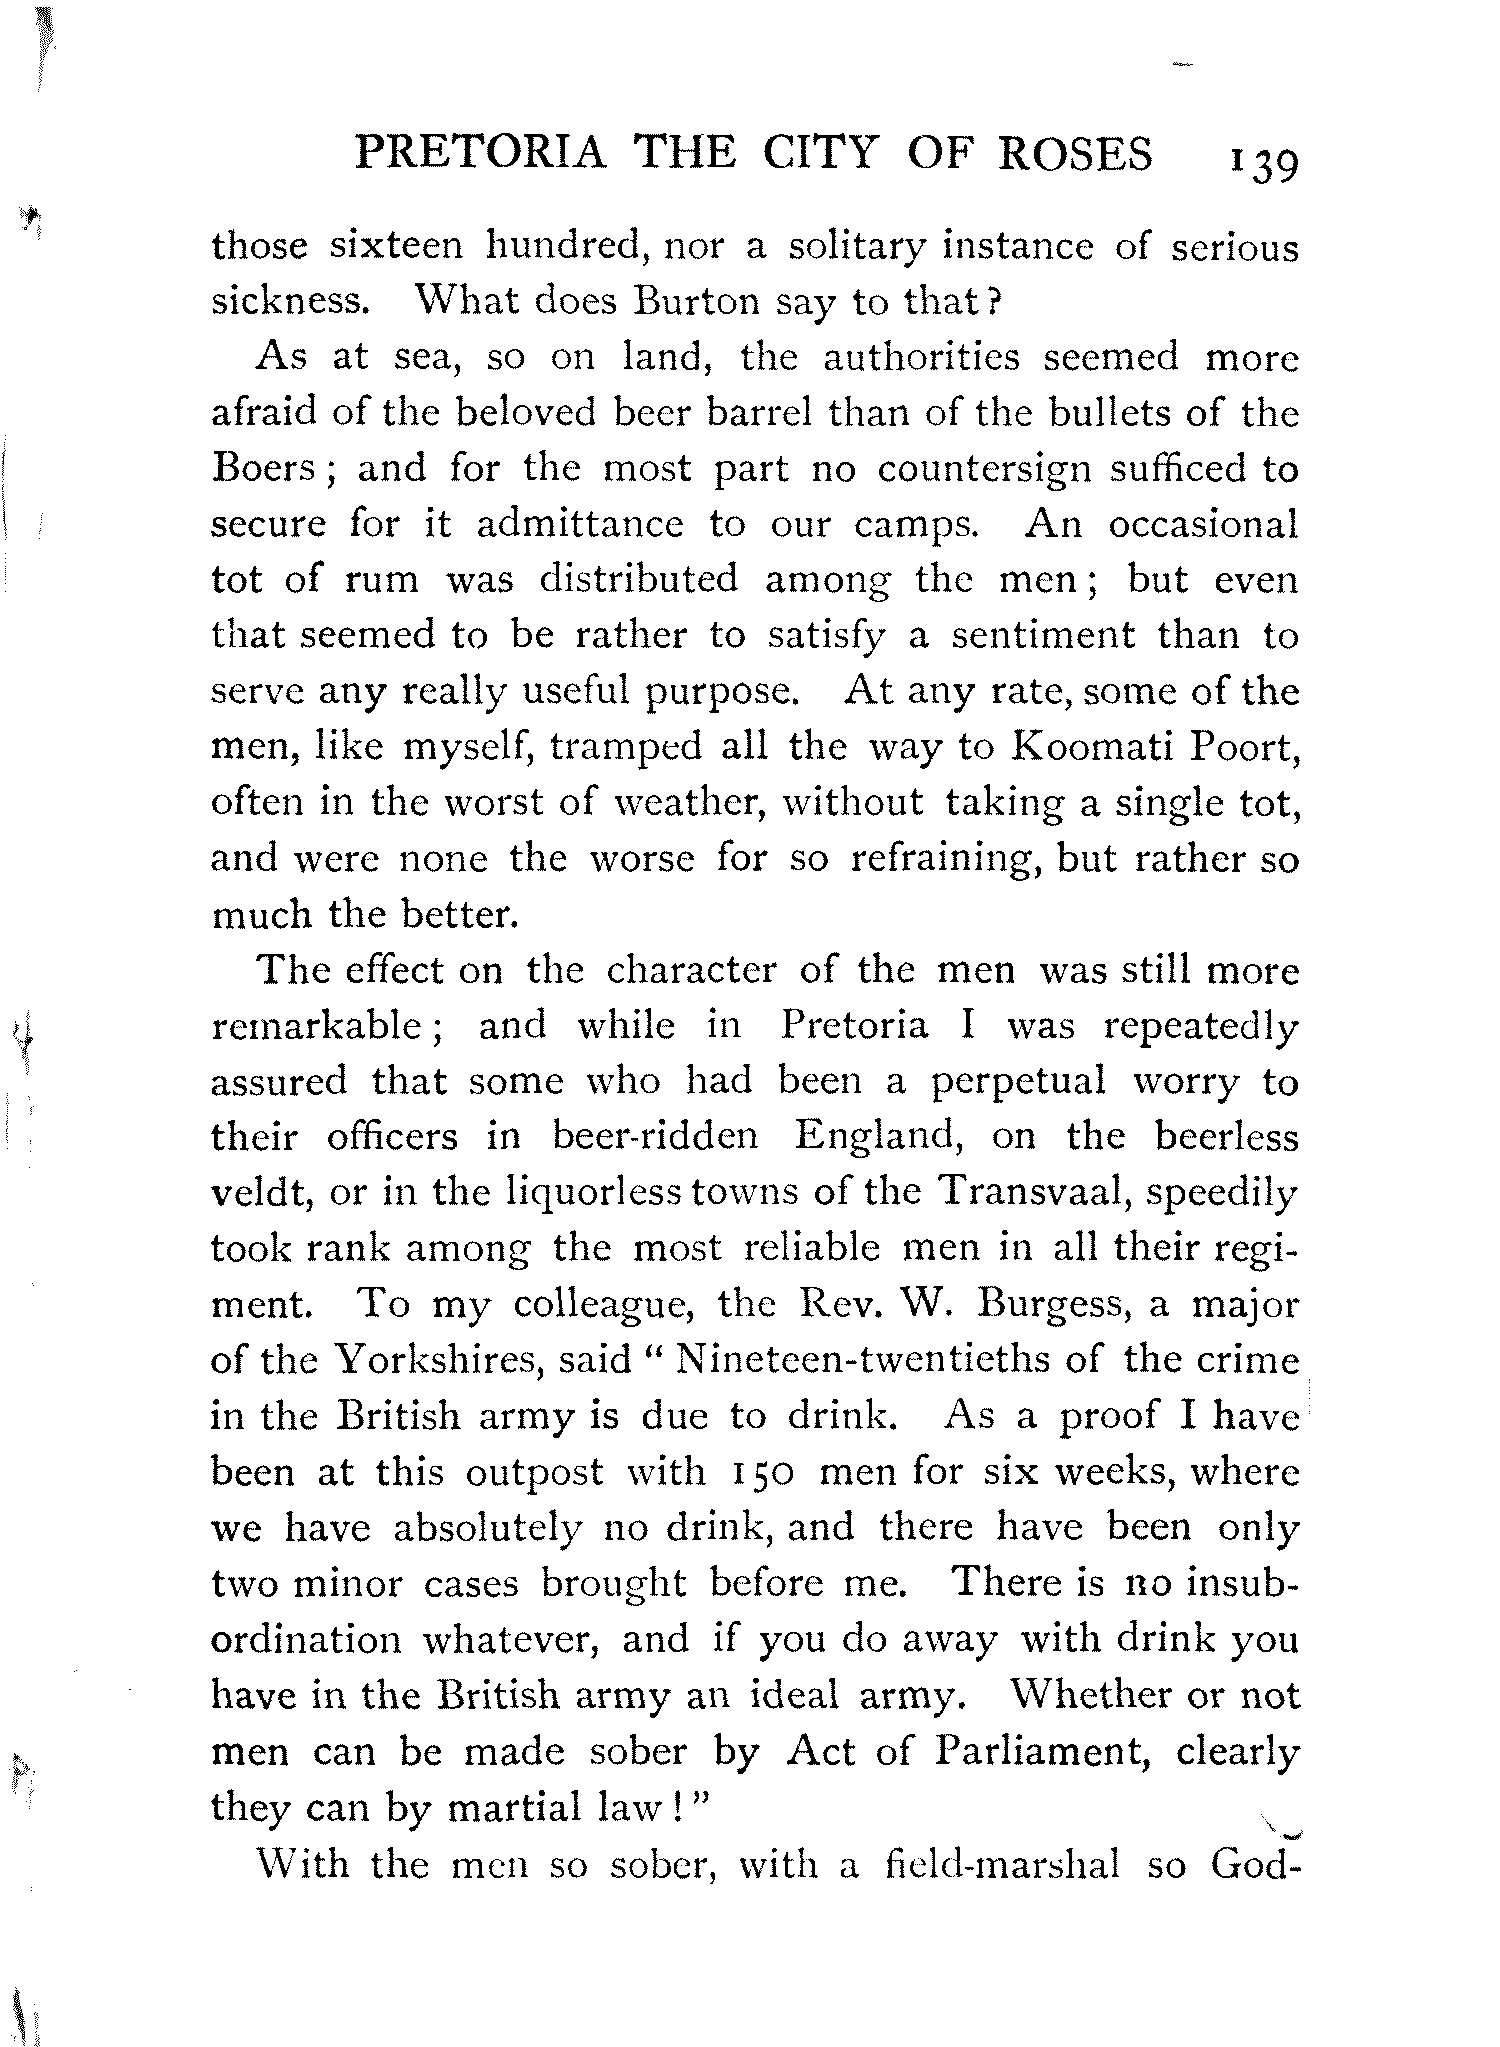 PRETORIA THE CITY OF ROSES 139
those sixteen hundred, nor a solitary instance of serious
sickness. What does Burton say to that?
As at sea, so on land, the authorities seemed more
afraid of the beloved beer barrel than of the bullets of the
Boers; and for the most part no countersign sufficed to
secure for it admittance to our camps. An occasional
tot of rum was distributed among the men; but even
that seemed to be rather to satisfy a sentiment than to
serve any really useful purpose. At any rate, some of the
men, like myself, tramped all the way to Koomati Poort,
often in the worst of weather, without taking a single tot,
and were none the worse for so refraining, but rather so
much the better.
The effect on the character of the men was still more
remarkable; and while in Pretoria I was repeatedly
assured that some who had been a perpetual worry to
their officers in beer-ridden England, on the beerless
veldt, or in the liquorless towns of the Transvaal, speedily
took rank among the most reliable men in all their regi-
ment. To my colleague, the Rev. W. Burgess, a major
of the Yorkshires, said "Nineteen-twentieths of the crime
in the British army is due to drink. As a proof I have
been at this outpost with 150 men for six weeks, where
we have absolutely no drink, and there have been only
two minor cases brought before me. There is no insub-
ordination whatever, and if you do away with drink you
have in the British army an ideal army. Whether or not
men can be made sober by Act of Parliament, clearly
they can by martial law!"
With the men so sober, with a field-marshal so God-